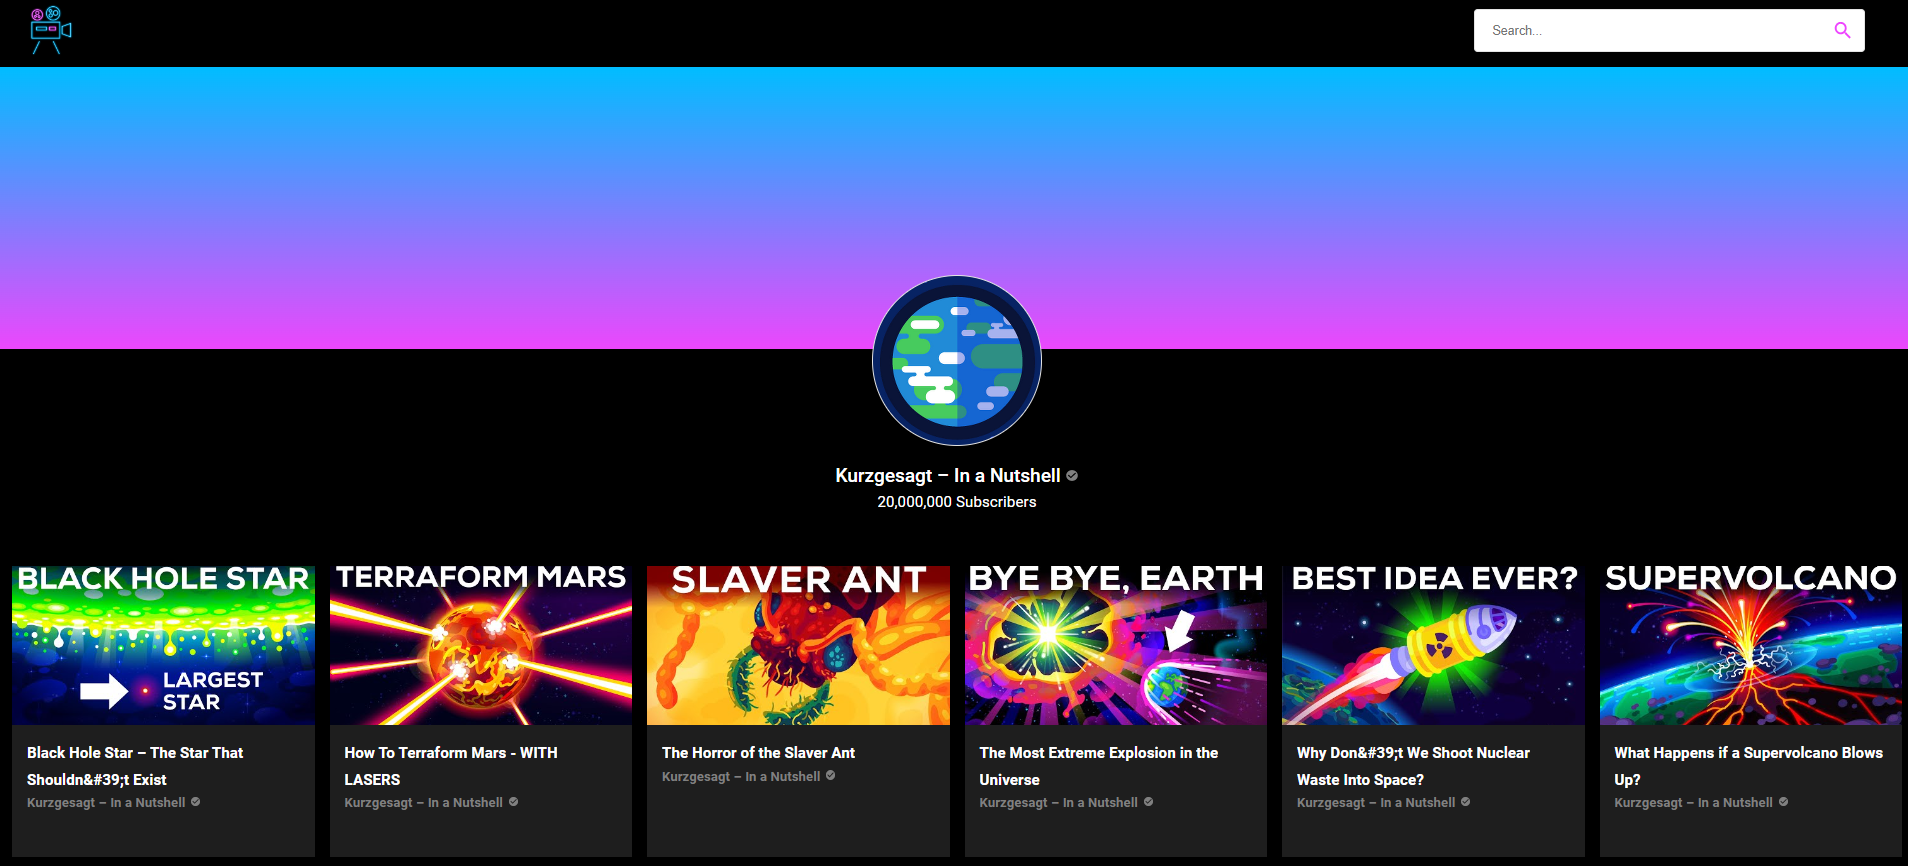 Search...
Kurzgesagt – In a Nutshell
20,000,000 Subscribers
BLACK HOLE STAR
LARGEST
STAR
Black Hole Star – The Star That
Shouldn&#39;t Exist
Kurzgesagt – In a Nutshell
TERRAFORM MARS
How To Terraform Mars - WITH
LASERS
Kurzgesagt – In a Nutshell
SLAVER ANT
The Horror of the Slaver Ant
Kurzgesagt – In a Nutshell
BYE BYE, EARTH
The Most Extreme Explosion in the
Universe
Kurzgesagt – In a Nutshell
BEST IDEA EVER?
Why Don&#39;t We Shoot Nuclear
Waste Into Space?
Kurzgesagt – In a Nutshell
SUPERVOLCANO
What Happens if a Supervolcano Blows
Up?
Kurzgesagt – In a Nutshell